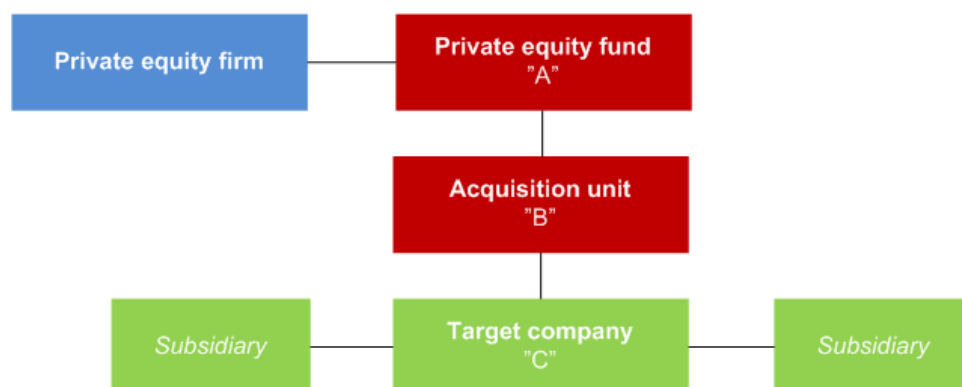 Private equity firm
Private equity fund
”A”
Acquisition unit
”B”
Subsidiary
Target company
”C”
Subsidiary